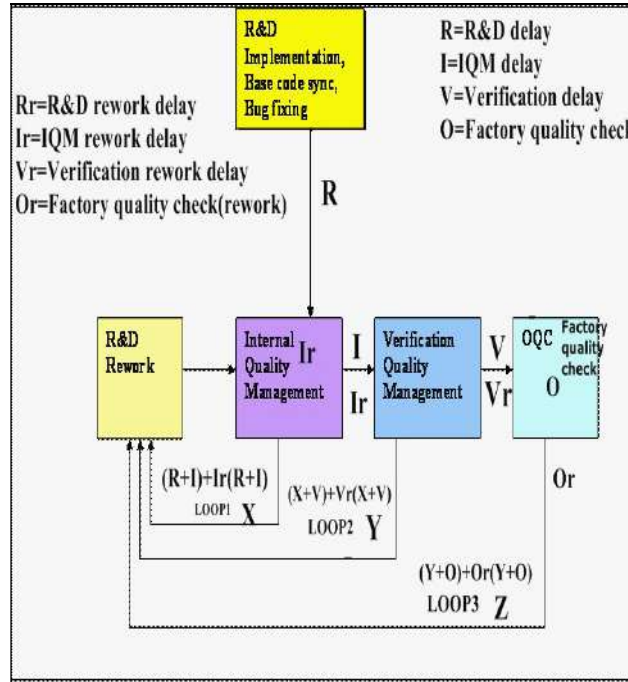 R&D
Implementation,
Base code sync,
Bug fixing
R=R&D delay
I=IQM delay
V=Verification delay
O=Factory quality check
Rr=R&D rework delay
Ir=IQM rework delay
Vr=Verification rework delay
Or=Factory quality check(rework)
R
R&D
Rework
Internal
Quality
Management
Ir
I
Ir
Verification
Quality
Management
V
Vr
OQC
Factory
quality
check
O
Or
(R+I)+Ir(R+I)
LOOP1 X
(X+V)+Vr(X+V)
LOOP2 Y
(Y+O)+Or(Y+O)
LOOP3 Z